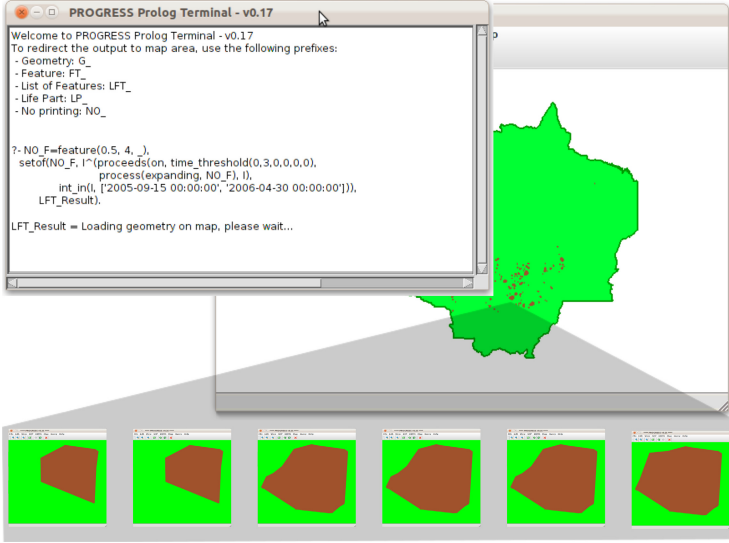 PROGRESS Prolog Terminal - v0.17
Welcome to PROGRESS Prolog Terminal - v0.17
To redirect the output to map area, use the following prefixes:
- Geometry: G_
- Feature: FT_
- List of Features: LFT_
- Life Part: LP_
- No printing: NO_
?- NO_F=feature(0.5, 4, _),
setof(NO_F, I^(proceeds(on, time_threshold(0,3,0,0,0,0),
process(expanding, NO_F), I),
int_in(I, ['2005-09-15 00:00:00', '2006-04-30 00:00:00'])),
LFT_Result).
LFT_Result = Loading geometry on map, please wait...